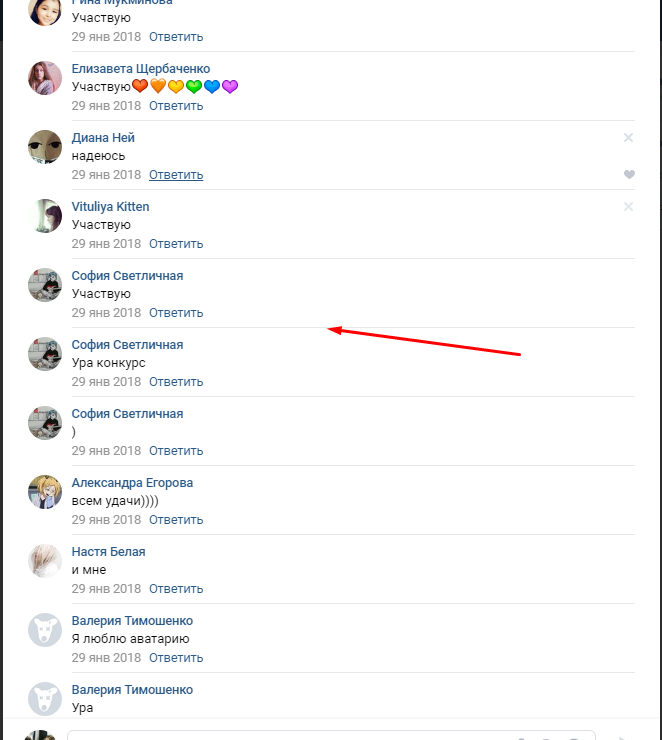 Рина Мукминова
Участвую
29 янв 2018 Ответить
Елизавета Щербаченко
Участвую❤️🧡💛💚💙💜
29 янв 2018 Ответить
Диана Ней
надеюсь
29 янв 2018 Ответить
Vituliya Kitten
Участвую
29 янв 2018 Ответить
София Светличная
Участвую
29 янв 2018 Ответить
София Светличная
Ура конкурс
29 янв 2018 Ответить
София Светличная
)
29 янв 2018 Ответить
Александра Егорова
всем удачи))))
29 янв 2018 Ответить
Настя Белая
и мне
29 янв 2018 Ответить
Валерия Тимошенко
Я люблю аватарию
29 янв 2018 Ответить
Валерия Тимошенко
Ура